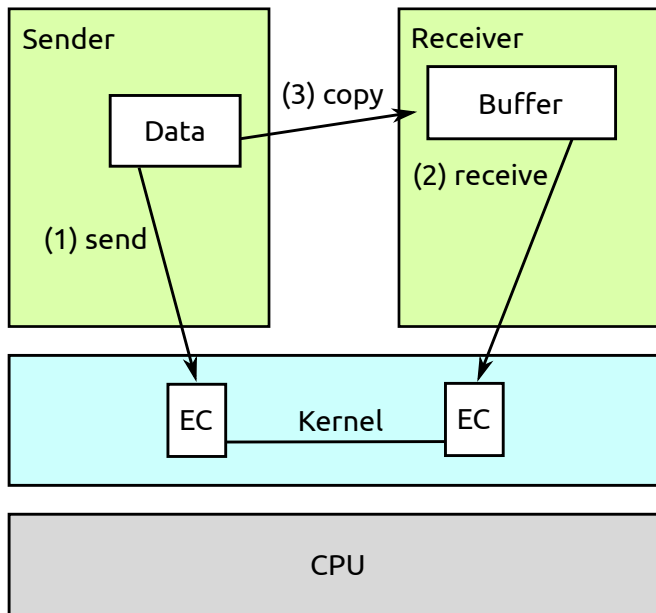 Sender
Receiver
(3) copy
Data
Buffer
(2) receive
(1) send
EC
Kernel
EC
CPU